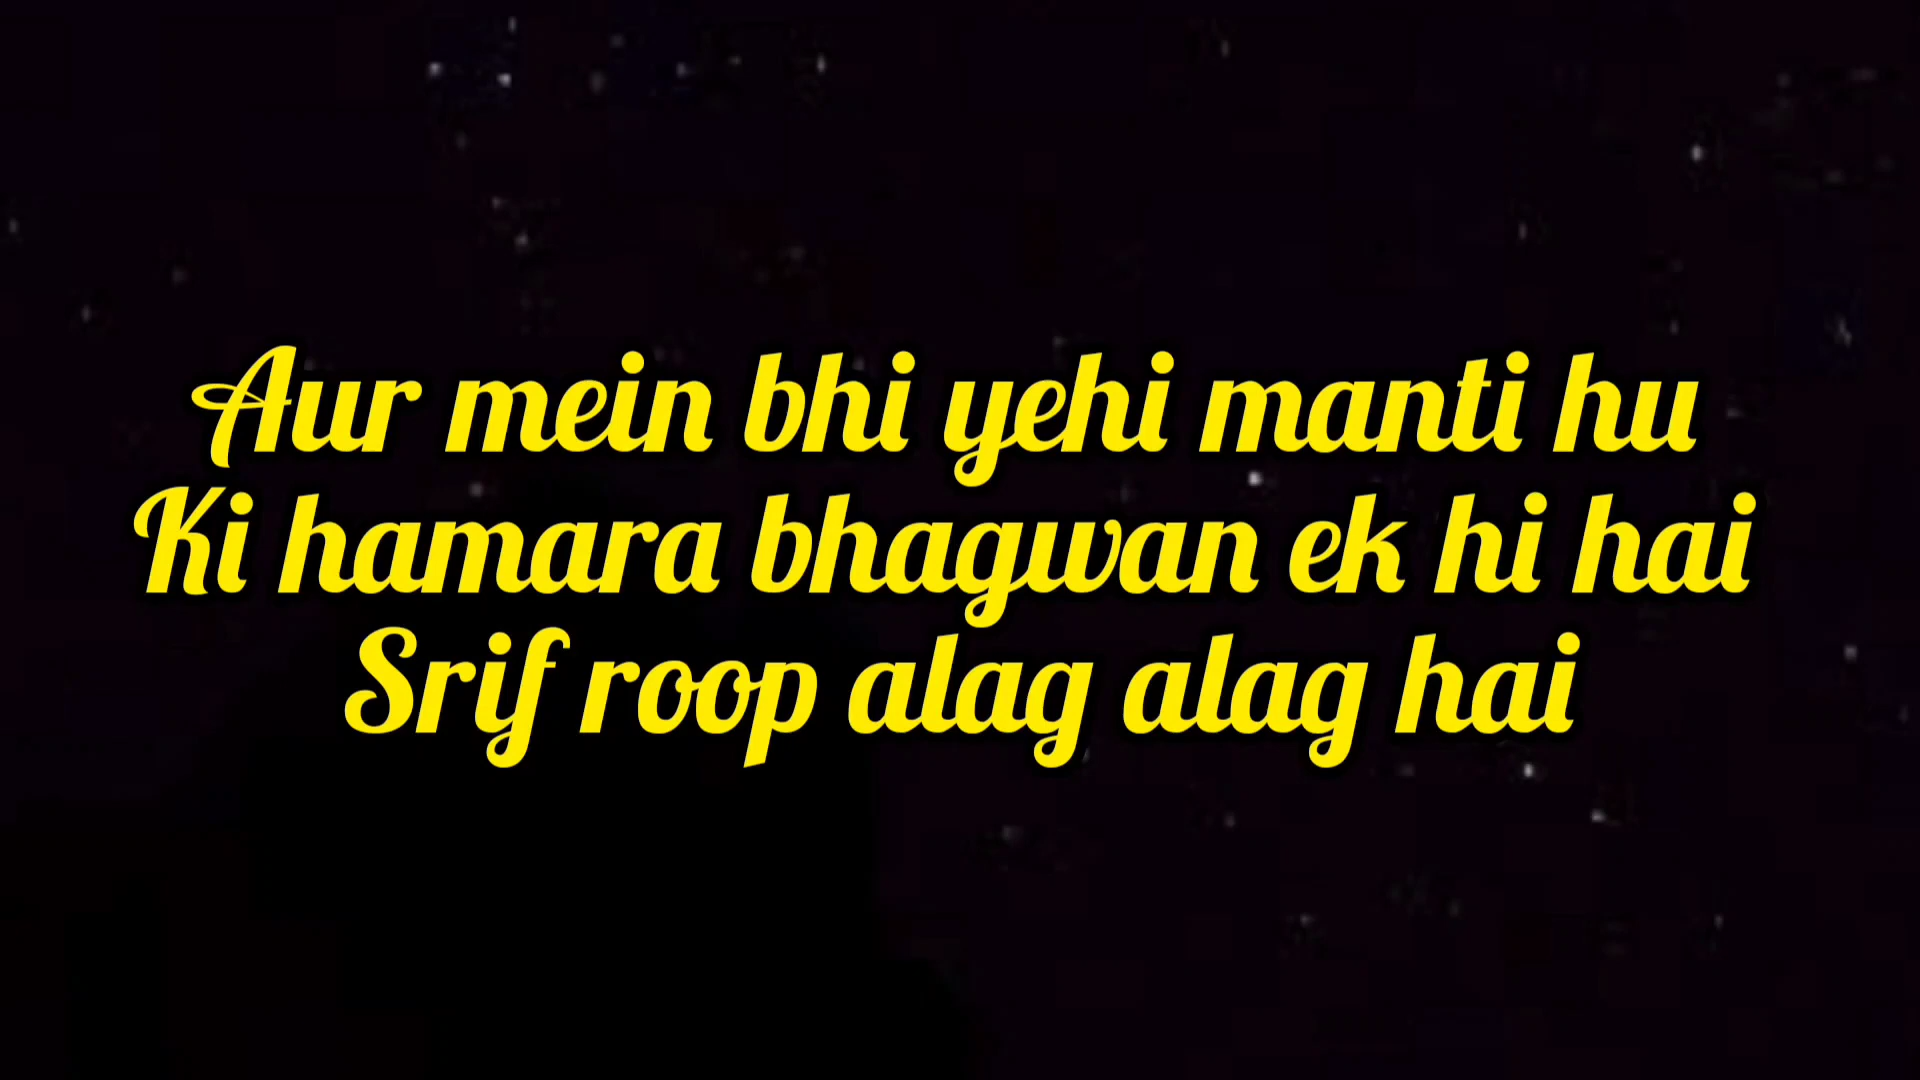 Aur mein bhi yehi manti hu
Ki hamara bhagwan ek hi hai
Srif roop alag alag hai